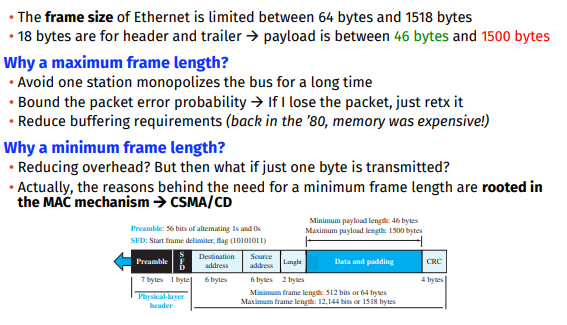 • The frame size of Ethernet is limited between 64 bytes and 1518 bytes
• 18 bytes are for header and trailer → payload is between 46 bytes and 1500 bytes
Why a maximum frame length?
• Avoid one station monopolizes the bus for a long time
• Bound the packet error probability → If I lose the packet, just retx it
• Reduce buffering requirements (back in the '80, memory was expensive!)
Why a minimum frame length?
• Reducing overhead? But then what if just one byte is transmitted?
• Actually, the reasons behind the need for a minimum frame length are rooted in
the MAC mechanism → CSMA/CD
Preamble: 56 bits of alternating 1s and 0s
SFD: Start frame delimiter, flag (10101011)
Minimum payload length: 46 bytes
Maximum payload length: 1500 bytes
Preamble
S
F
D
Destination
address
Source
address
Lenght
Data and padding
CRC
7 bytes
1 byte
6 bytes
6 bytes
2 bytes
4 bytes
Physical-layer
header
Minimum frame length: 512 bits or 64 bytes
Maximum frame length: 12,144 bits or 1518 bytes